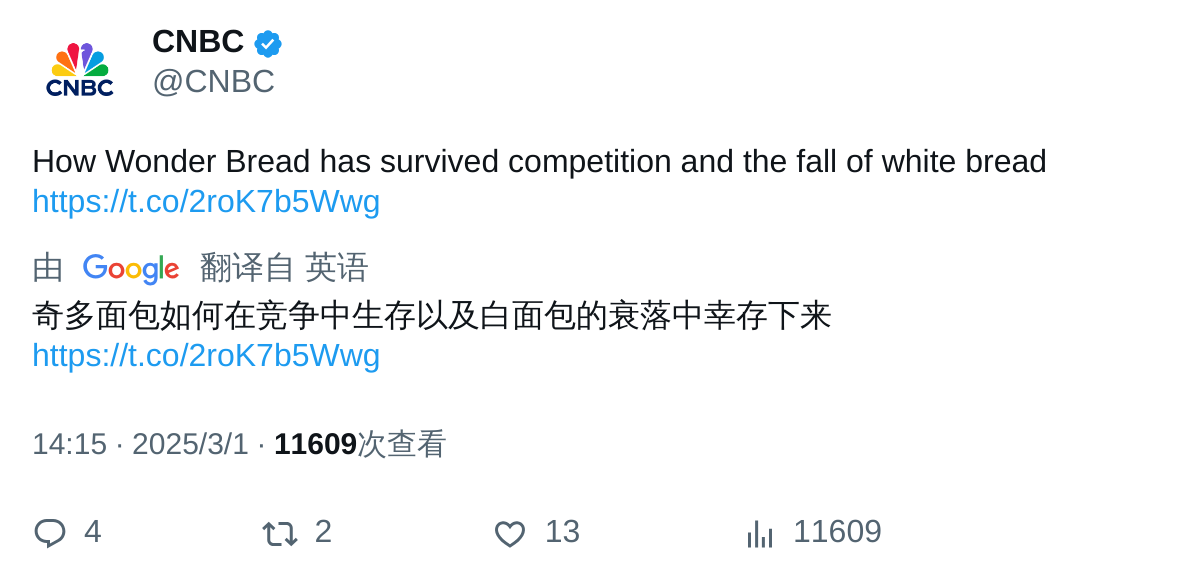 CNBC
CNBC
@CNBC
How Wonder Bread has survived competition and the fall of white bread
https://t.co/2roK7b5Wwg
由 Google 翻译自 英语
奇多面包如何在竞争中生存以及白面包的衰落中幸存下来
https://t.co/2roK7b5Wwg
14:15 · 2025/3/1 · 11609次查看
4 2 13 11609